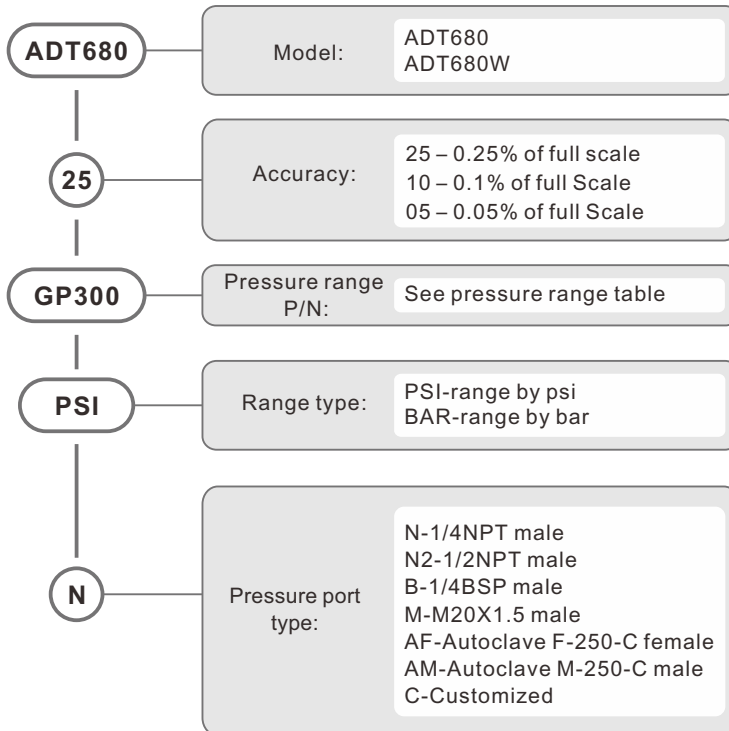 ADT680
Model:
ADT680
ADT680W
25
Accuracy:
25 – 0.25% of full scale
10 – 0.1% of full Scale
05 – 0.05% of full Scale
GP300
Pressure range
P/N:
See pressure range table
PSI
Range type:
PSI-range by psi
BAR-range by bar
N
Pressure port
type:
N-1/4NPT male
N2-1/2NPT male
B-1/4BSP male
M-M20X1.5 male
AF-Autoclave F-250-C female
AM-Autoclave M-250-C male
C-Customized